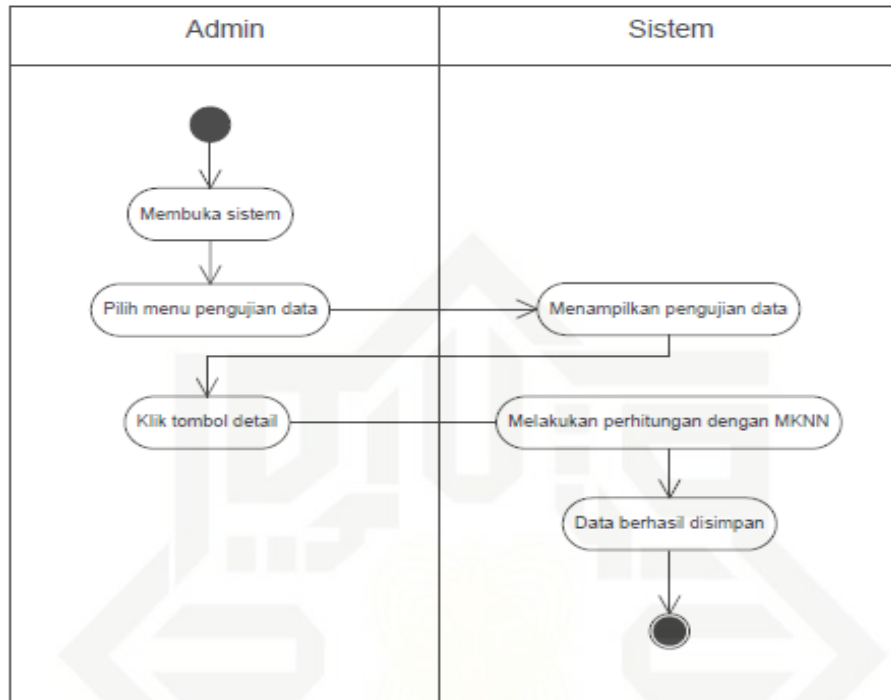 Admin
Sistem
Membuka sistem
Pilih menu pengujian data
Menampilkan pengujian data
Klik tombol detail
Melakukan perhitungan dengan MKNN
Data berhasil disimpan